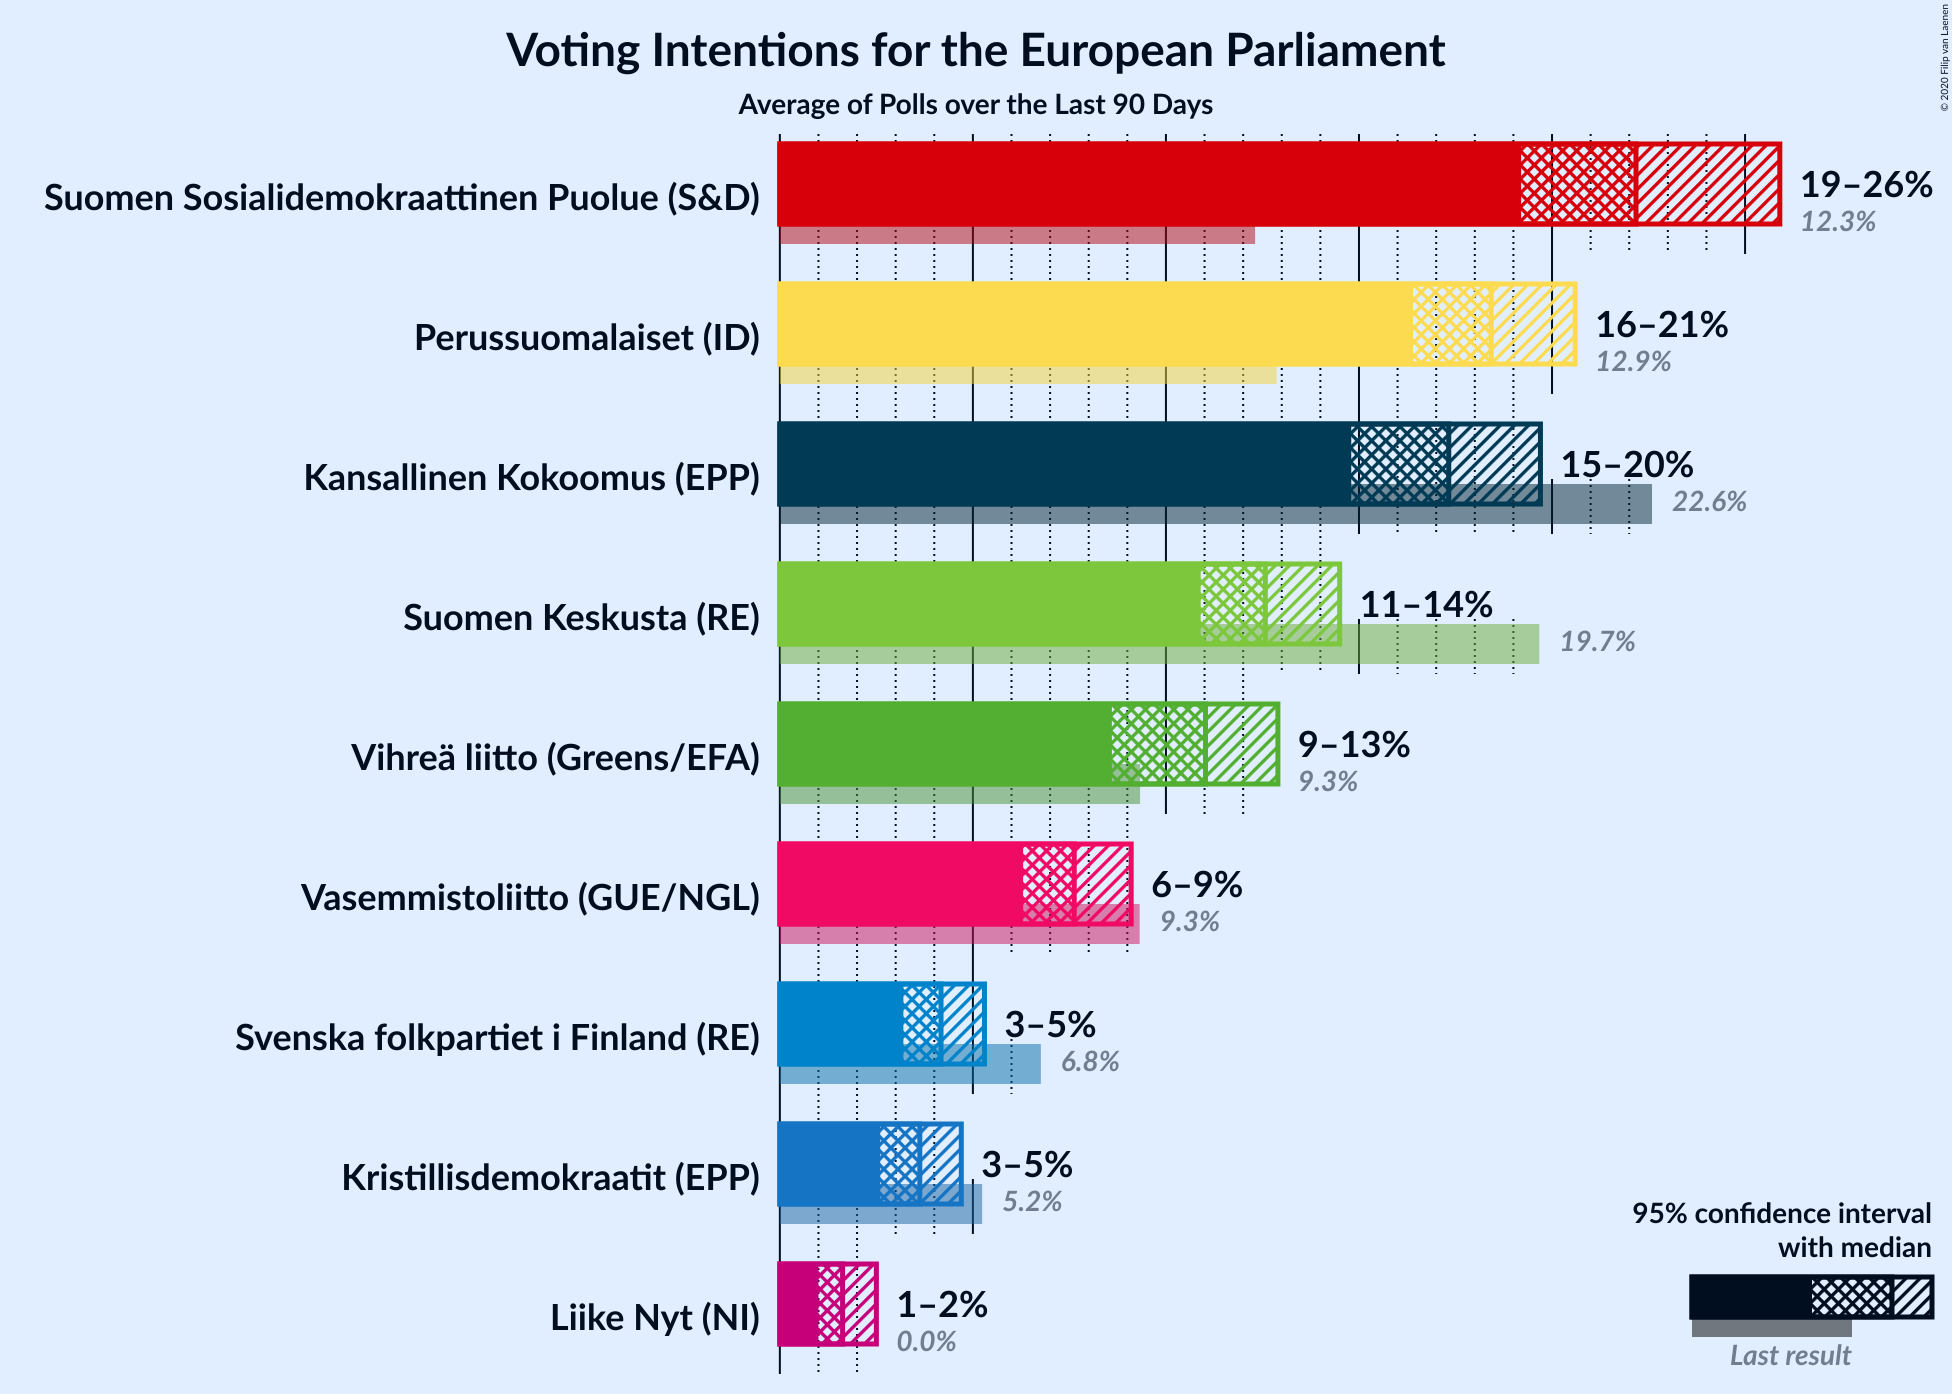 Voting Intentions for the European Parliament
Average of Polls over the Last 90 Days
© 2020 Filip van Laenen
Suomen Sosialidemokraattinen Puolue (S&D)
19–26%
12.3%
Perussuomalaiset (ID)
16–21%
12.9%
Kansallinen Kokoomus (EPP)
15–20%
22.6%
Suomen Keskusta (RE)
11–14%
19.7%
Vihreä liitto (Greens/EFA)
9–13%
9.3%
Vasemmistoliitto (GUE/NGL)
6–9%
9.3%
Svenska folkpartiet i Finland (RE)
3–5%
6.8%
Kristillisdemokraatit (EPP)
3–5%
5.2%
Liike Nyt (NI)
1–2%
0.0%
95% confidence interval
with median
Last result